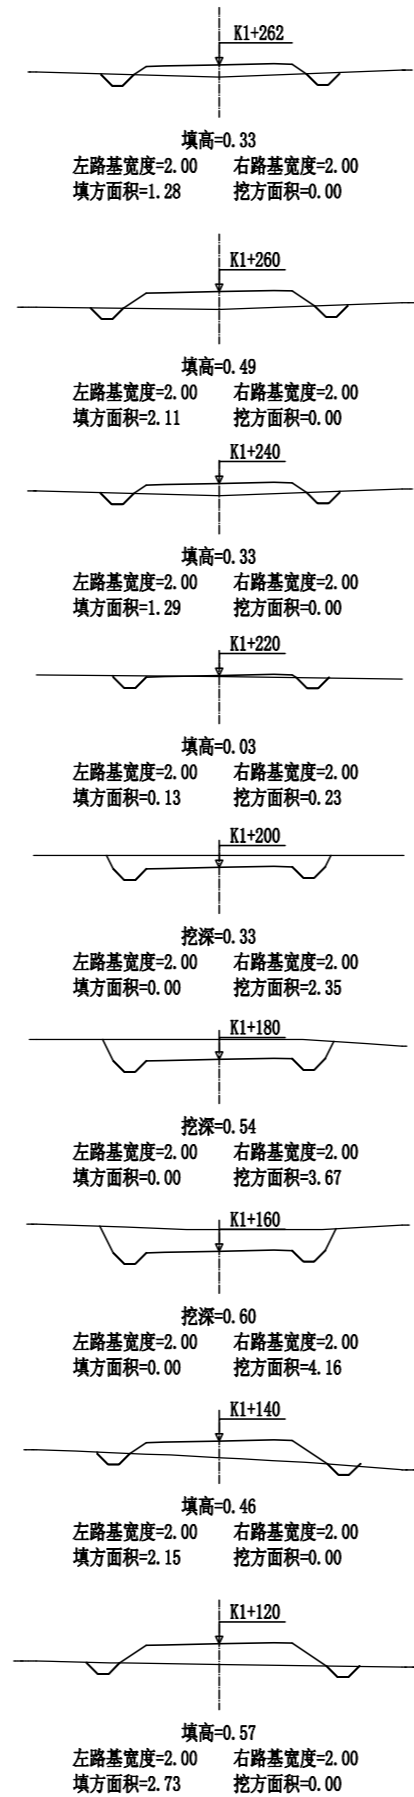 K1+262
填高=0.33
左路基宽度=2.00 右路基宽度=2.00
填方面积=1.28 挖方面积=0.00
K1+260
填高=0.49
左路基宽度=2.00 右路基宽度=2.00
填方面积=2.11 挖方面积=0.00
K1+240
填高=0.33
左路基宽度=2.00 右路基宽度=2.00
填方面积=1.29 挖方面积=0.00
K1+220
填高=0.03
左路基宽度=2.00 右路基宽度=2.00
填方面积=0.13 挖方面积=0.23
K1+200
挖深=0.33
左路基宽度=2.00 右路基宽度=2.00
填方面积=0.00 挖方面积=2.35
K1+180
挖深=0.54
左路基宽度=2.00 右路基宽度=2.00
填方面积=0.00 挖方面积=3.67
K1+160
挖深=0.60
左路基宽度=2.00 右路基宽度=2.00
填方面积=0.00 挖方面积=4.16
K1+140
填高=0.46
左路基宽度=2.00 右路基宽度=2.00
填方面积=2.15 挖方面积=0.00
K1+120
填高=0.57
左路基宽度=2.00 右路基宽度=2.00
填方面积=2.73 挖方面积=0.00